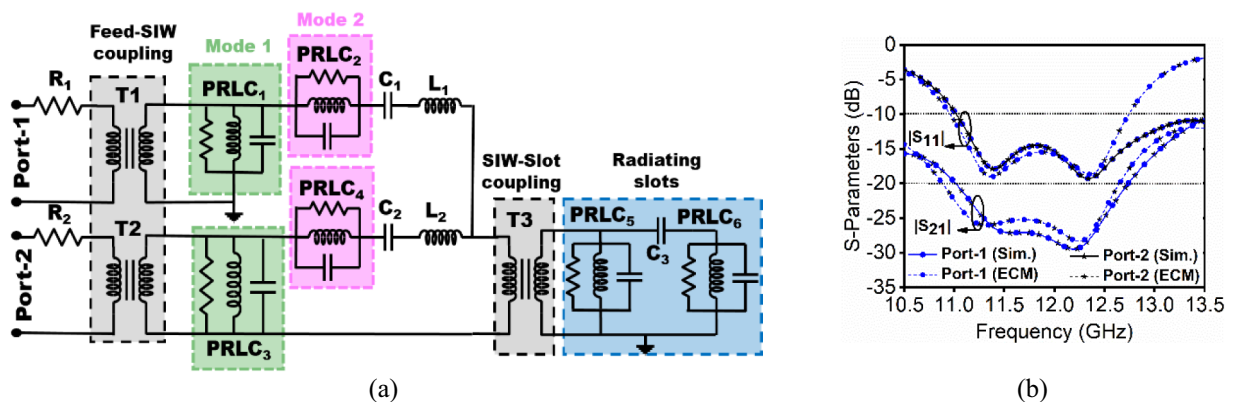 Feed-SIW
coupling
Mode 1
Mode 2
R1
T1
PRLC1
PRLC2
C1
L1
Port-1
R2
T2
PRLC3
PRLC4
C2
L2
Port-2
SIW-Slot
coupling
T3
Radiating
slots
PRLC5
C3
PRLC6
(a)
S-Parameters (dB)
0
-5
-10
-15
-20
-25
-30
-35
|S11|
|S21|
Port-1 (Sim.)
Port-2 (Sim.)
Port-1 (ECM)
Port-2 (ECM)
10.5 11.0 11.5 12.0 12.5 13.0 13.5
Frequency (GHz)
(b)